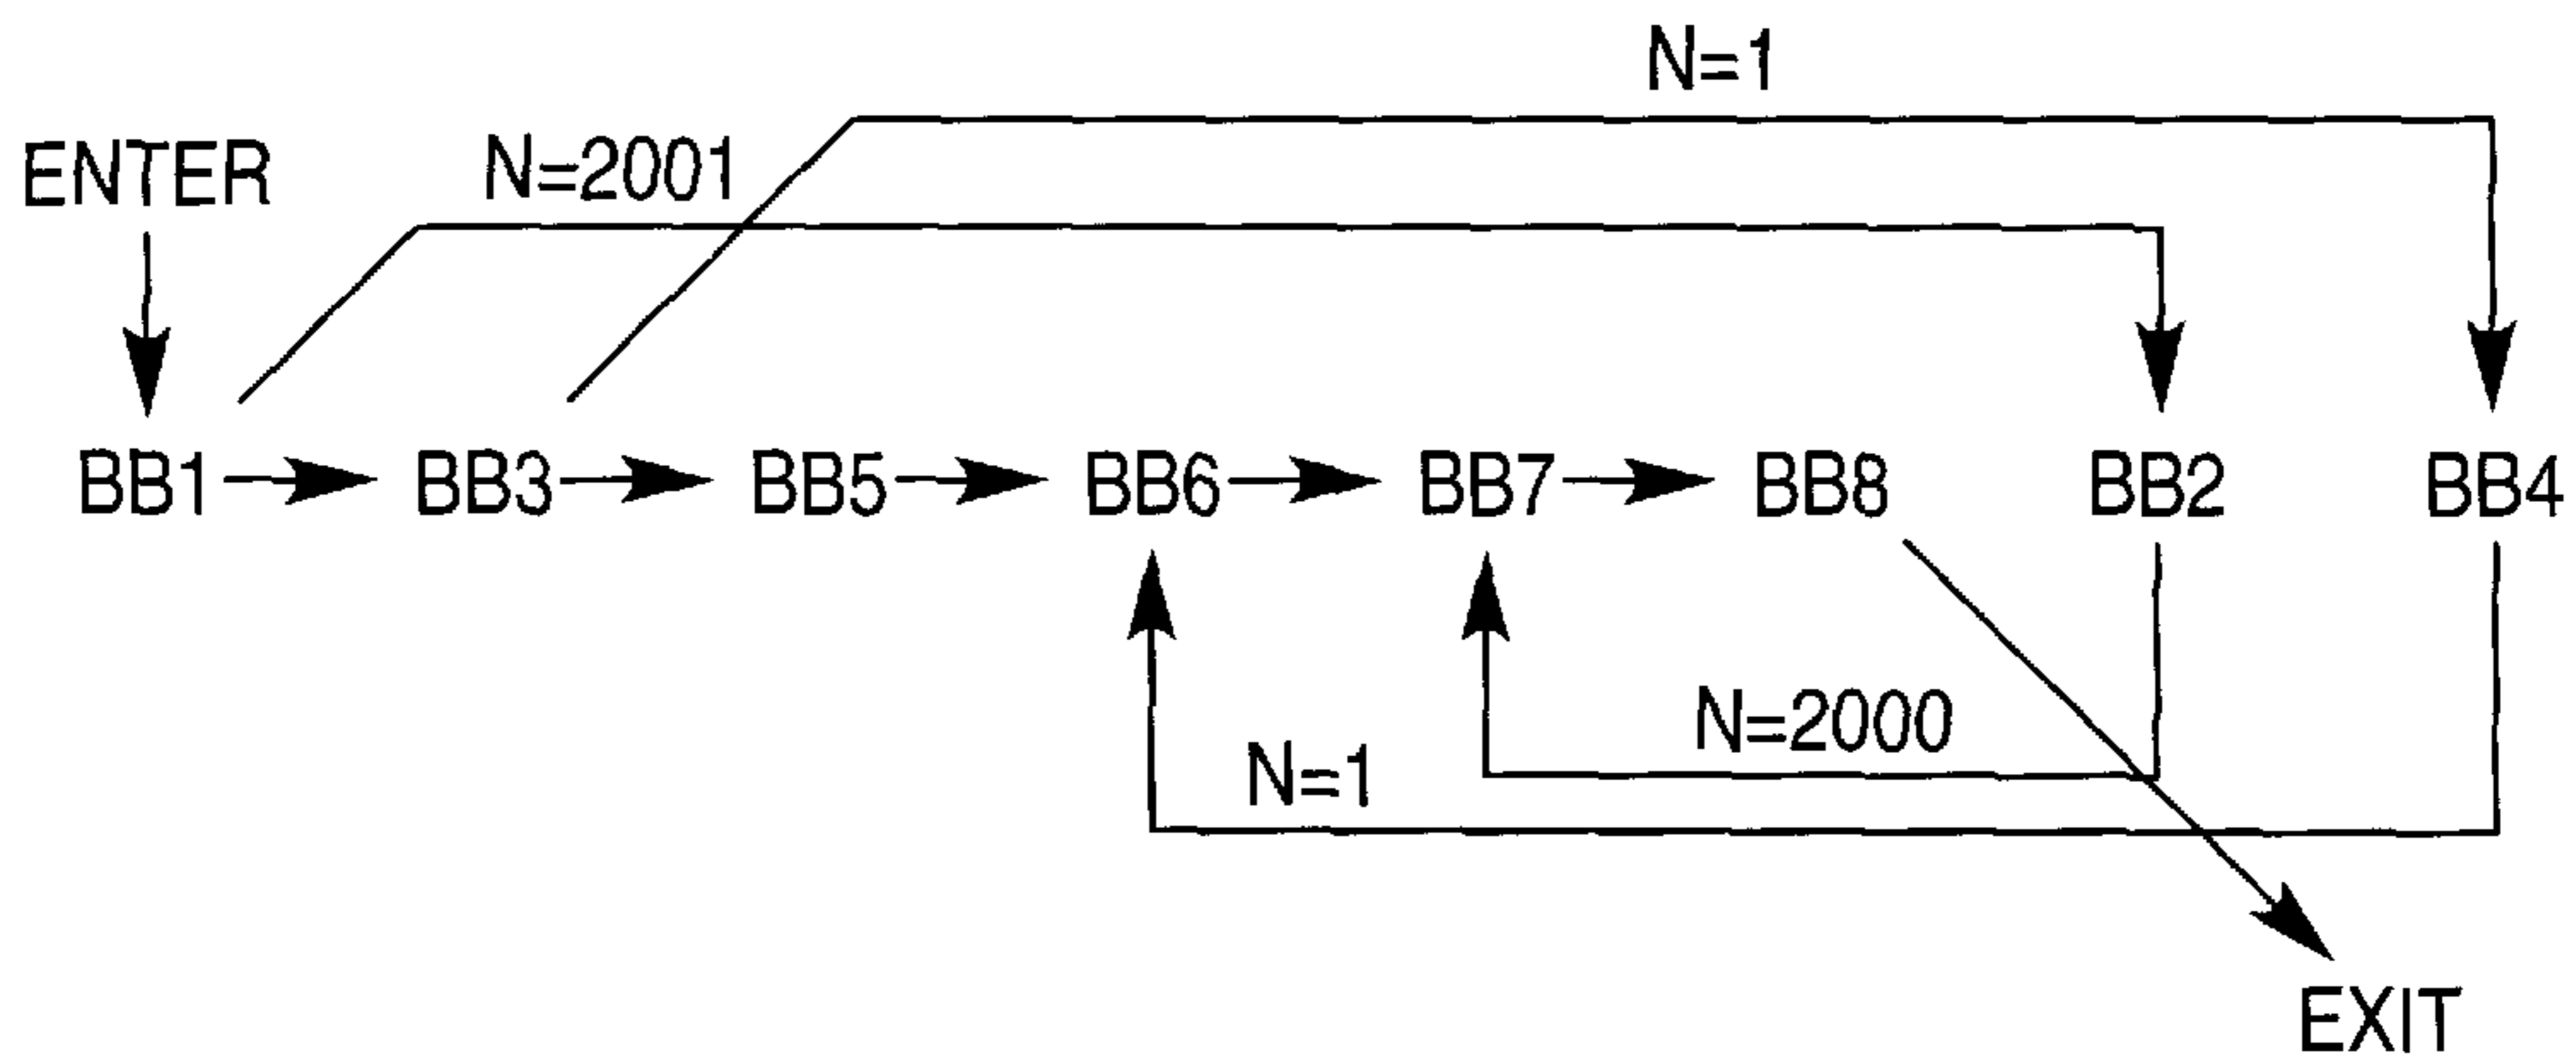 N=1
ENTER
N=2001
BB1 BB3 BB5 BB6 BB7 BB8 BB2 BB4
N=2000
N=1
EXIT